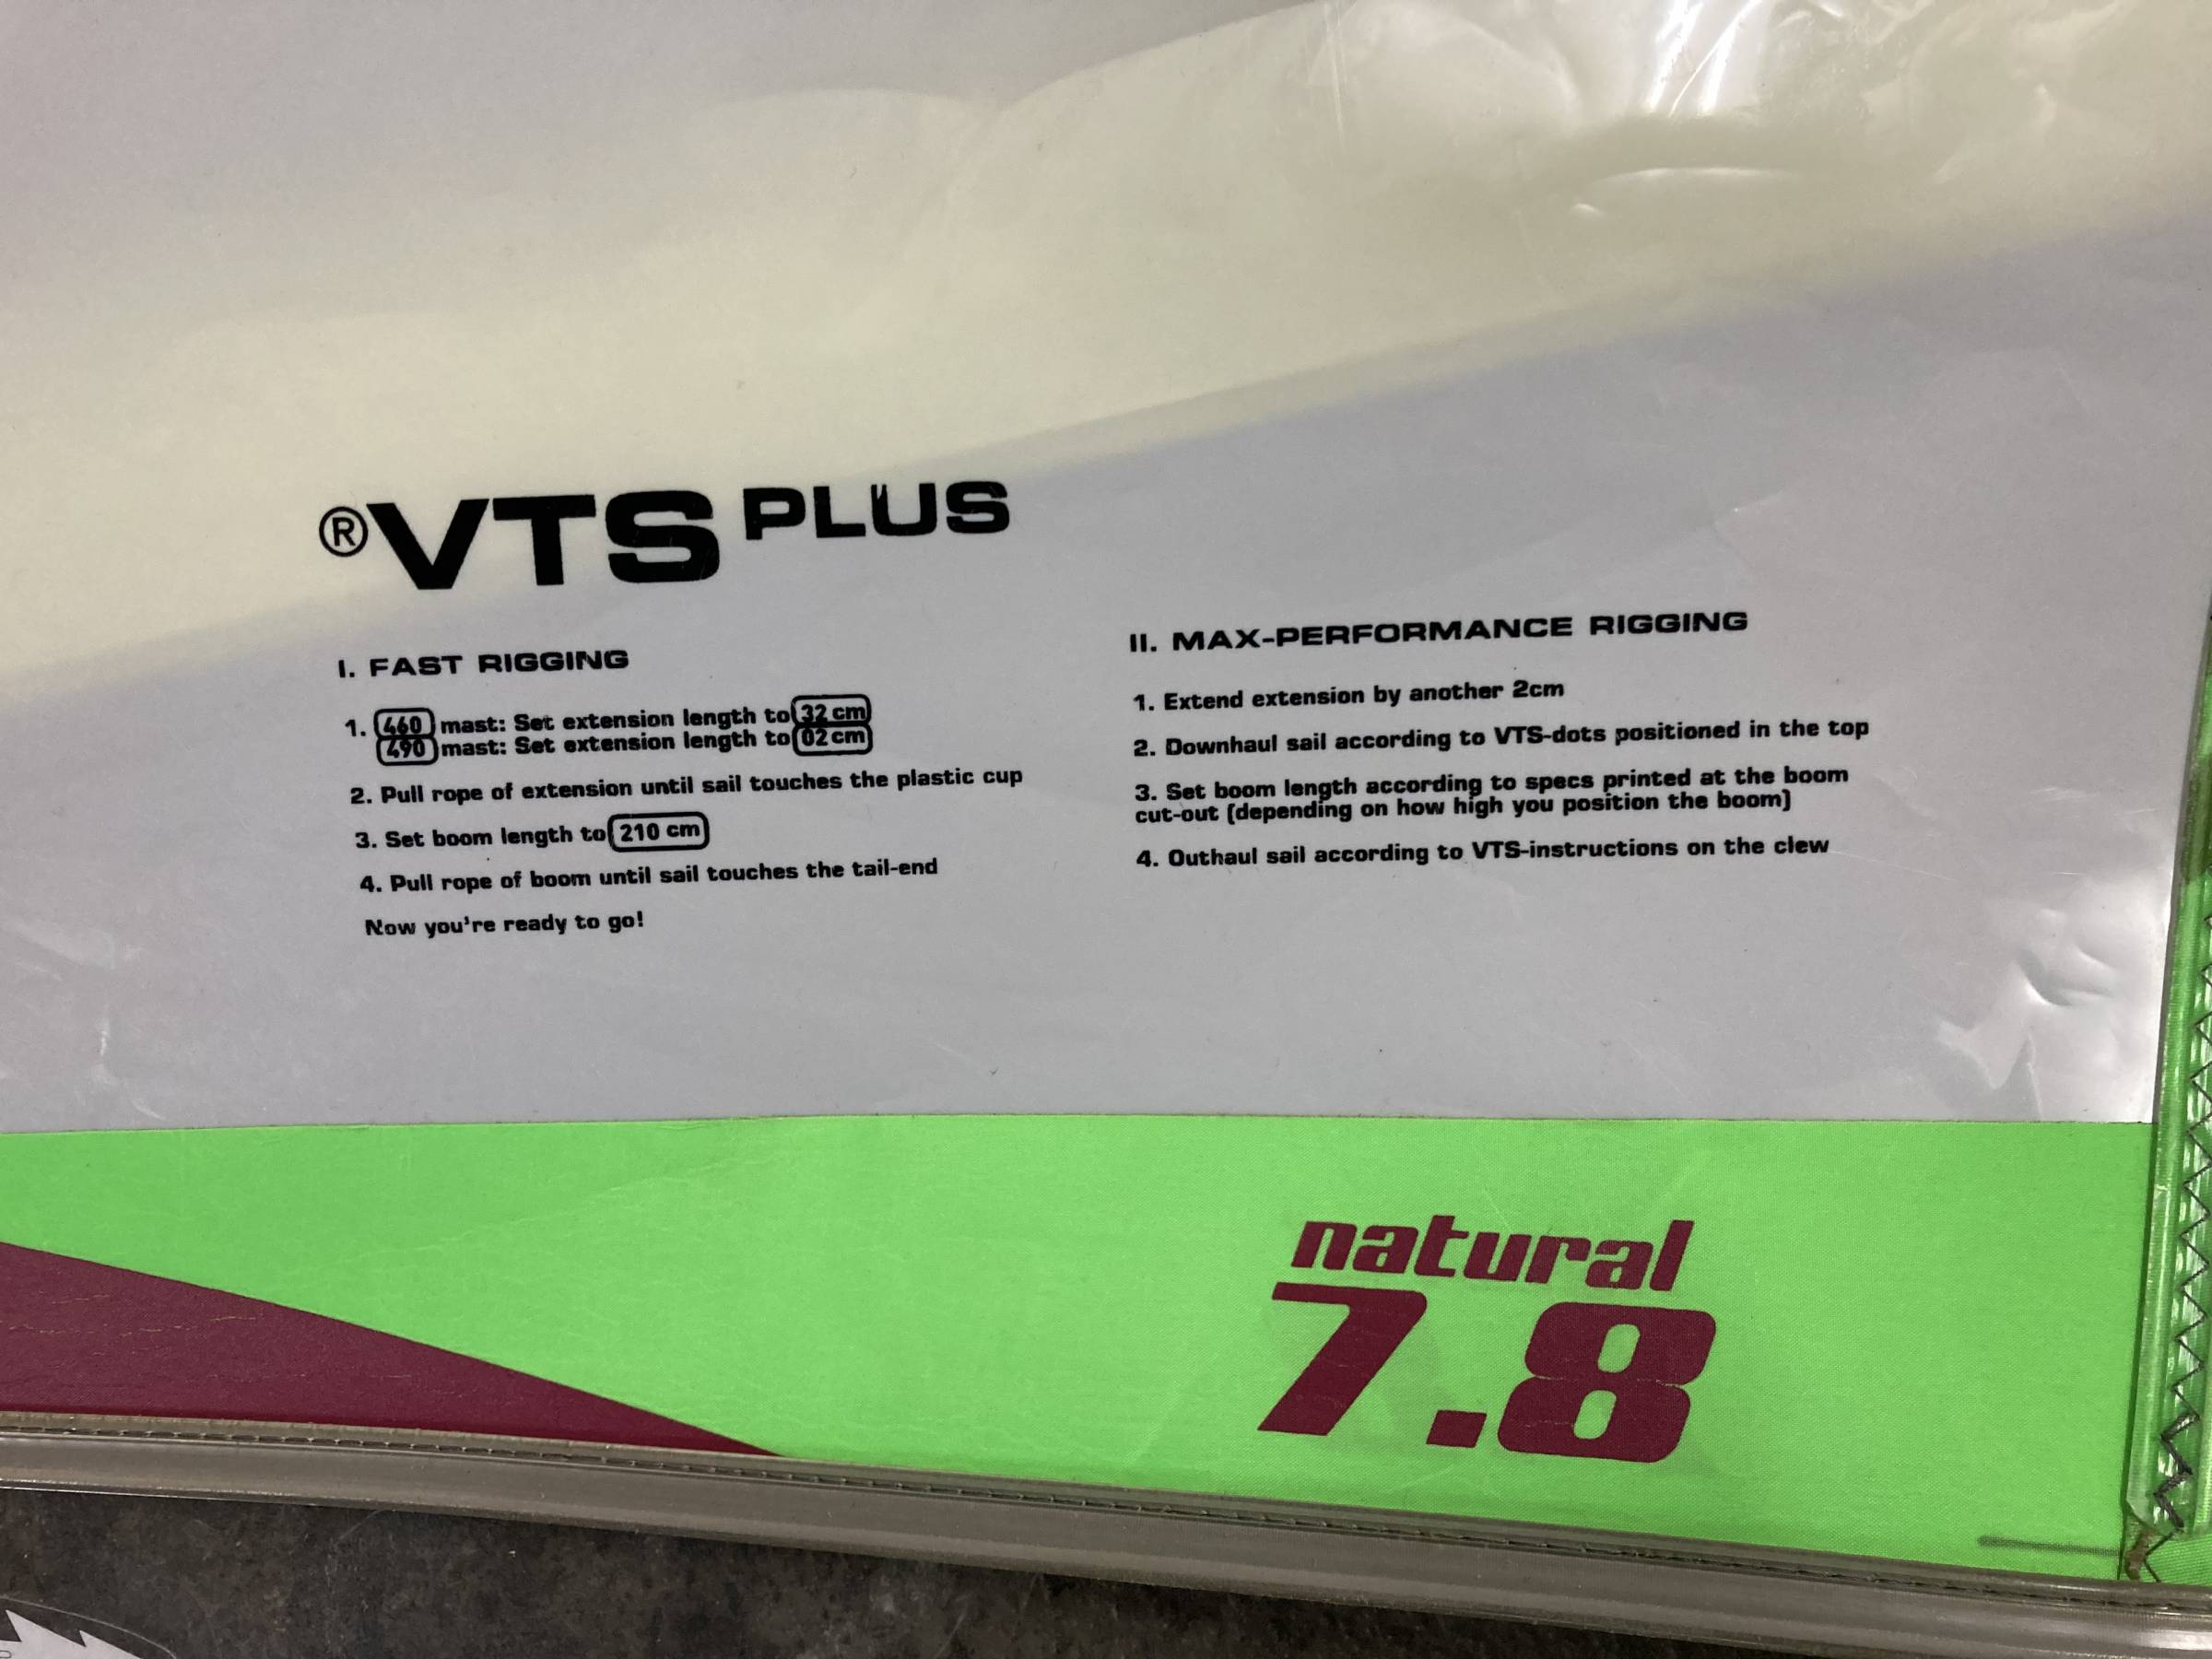 ® VTS PLUS
I. FAST RIGGING
1. 460 mast: Set extension length to 32 cm
490 mast: Set extension length to 02 cm
2. Pull rope of extension until sail touches the plastic cup
3. Set boom length to 210 cm
4. Pull rope of boom until sail touches the tail-end
Now you're ready to go!
II. MAX-PERFORMANCE RIGGING
1. Extend extension by another 2cm
2. Downhaul sail according to VTS-dots positioned in the top
3. Set boom length according to specs printed at the boom
cut-out (depending on how high you position the boom)
4. Outhaul sail according to VTS-instructions on the clew
natural
7.8